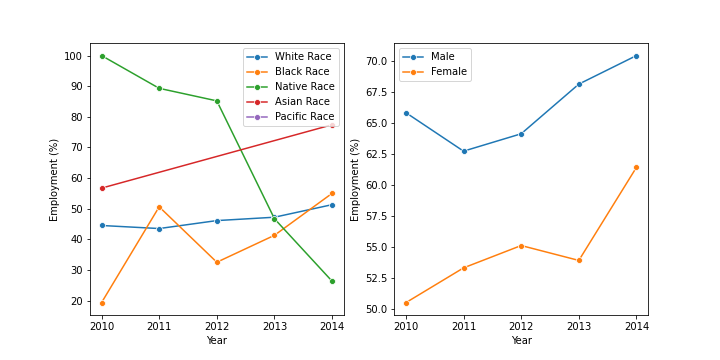 White Race
Black Race
Native Race
Asian Race
Pacific Race
Employment (%)
100
90
80
70
60
50
40
30
20
2010 2011 2012 2013 2014
Year
Male
Female
Employment (%)
70.0
67.5
65.0
62.5
60.0
57.5
55.0
52.5
50.0
2010 2011 2012 2013 2014
Year